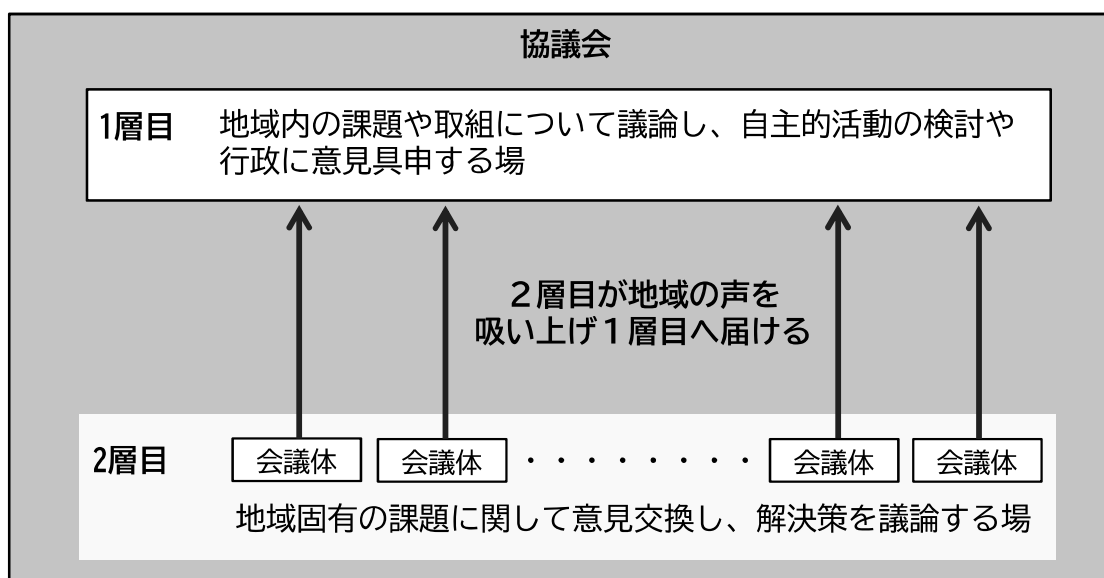 協議会
1層目 地域内の課題や取組について議論し、自主的活動の検討や
行政に意見具申する場
２層目が地域の声を
吸い上げ１層目へ届ける
2層目 会議体 会議体 ・・・・・・・・ 会議体 会議体
地域固有の課題に関して意見交換し、解決策を議論する場